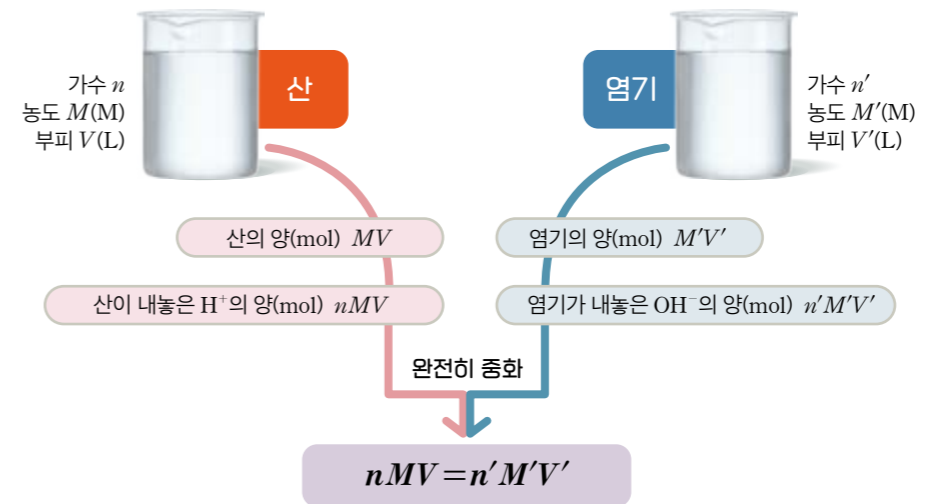 가수 n
농도 M(M)
부피 V(L)
산
염기
가수 n′
농도 M′(M)
부피 V′(L)
산의 양(mol) MV
염기의 양(mol) M′V′
산이 내놓은 H⁺의 양(mol) nMV
염기가 내놓은 OH⁻의 양(mol) n′M′V′
완전히 중화
nMV=n′M′V′